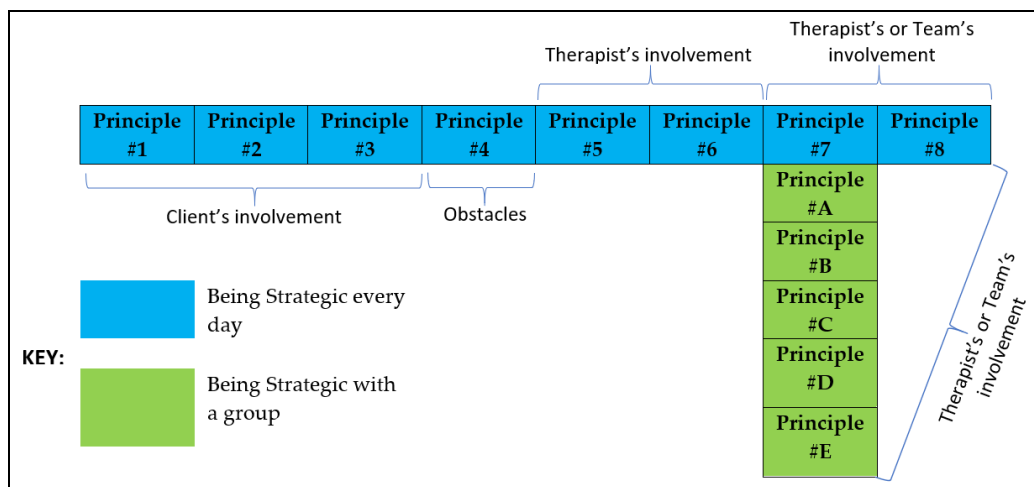 Therapist's or Team's
involvement
Therapist's involvement
Principle
#1
Principle
#2
Principle
#3
Principle
#4
Principle
#5
Principle
#6
Principle
#7
Principle
#8
Client's involvement
Obstacles
Principle
#A
Principle
#B
Principle
#C
Principle
#D
Principle
#E
Therapist's or Team's
involvement
KEY:
Being Strategic every
day
Being Strategic with
a group